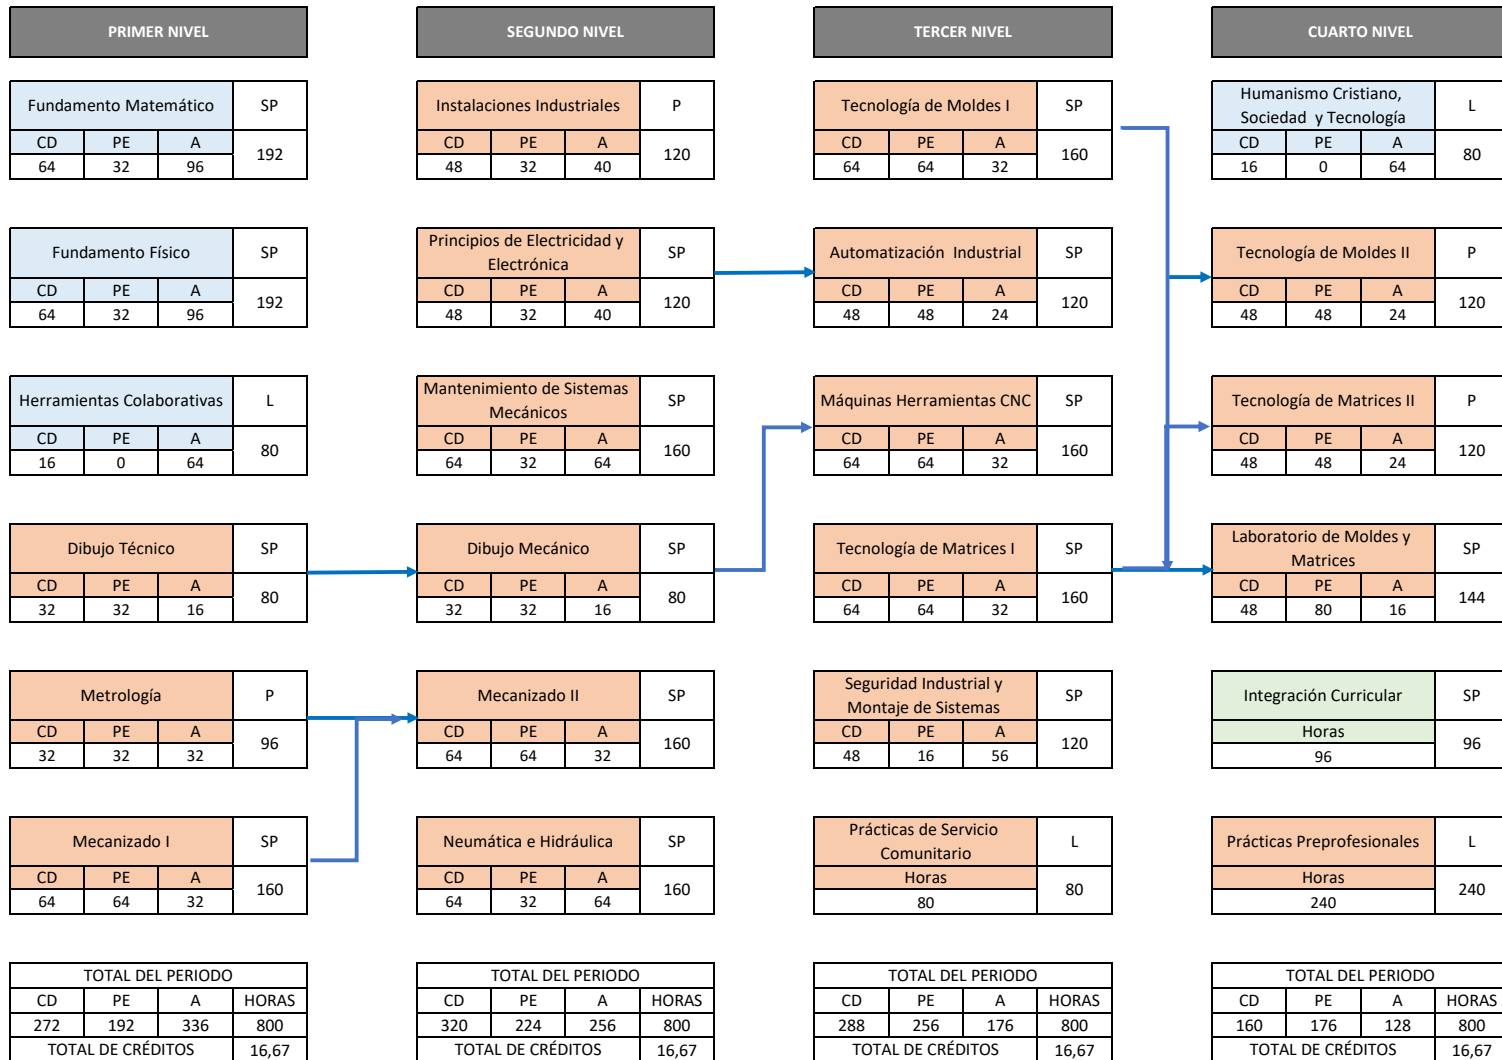 PRIMER NIVEL
Fundamento Matemático SP
CD PE A 192
64 32 96
Fundamento Físico SP
CD PE A 192
64 32 96
Herramientas Colaborativas L
CD PE A 80
16 0 64
Dibujo Técnico SP
CD PE A 80
32 32 16
Metrología P
CD PE A 96
32 32 32
Mecanizado I SP
CD PE A 160
64 64 32
TOTAL DEL PERIODO
CD PE A HORAS
272 192 336 800
TOTAL DE CRÉDITOS 16,67
SEGUNDO NIVEL
Instalaciones Industriales P
CD PE A 120
48 32 40
Principios de Electricidad y
Electrónica SP
CD PE A 120
48 32 40
Mantenimiento de Sistemas
Mecánicos SP
CD PE A 160
64 32 64
Dibujo Mecánico SP
CD PE A 80
32 32 16
Mecanizado II SP
CD PE A 160
64 64 32
Neumática e Hidráulica SP
CD PE A 160
64 32 64
TOTAL DEL PERIODO
CD PE A HORAS
320 224 256 800
TOTAL DE CRÉDITOS 16,67
TERCER NIVEL
Tecnología de Moldes I SP
CD PE A 160
64 64 32
Automatización Industrial SP
CD PE A 120
48 48 24
Máquinas Herramientas CNC SP
CD PE A 160
64 64 32
Tecnología de Matrices I SP
CD PE A 160
64 64 32
Seguridad Industrial y
Montaje de Sistemas SP
CD PE A 120
48 16 56
Prácticas de Servicio
Comunitario L
Horas 80
80
TOTAL DEL PERIODO
CD PE A HORAS
288 256 176 800
TOTAL DE CRÉDITOS 16,67
CUARTO NIVEL
Humanismo Cristiano,
Sociedad y Tecnología L
CD PE A 80
16 0 64
Tecnología de Moldes II P
CD PE A 120
48 48 24
Tecnología de Matrices II P
CD PE A 120
48 48 24
Laboratorio de Moldes y
Matrices SP
CD PE A 144
48 80 16
Integración Curricular SP
Horas 96
96
Prácticas Preprofesionales L
Horas 240
240
TOTAL DEL PERIODO
CD PE A HORAS
160 176 128 800
TOTAL DE CRÉDITOS 16,67